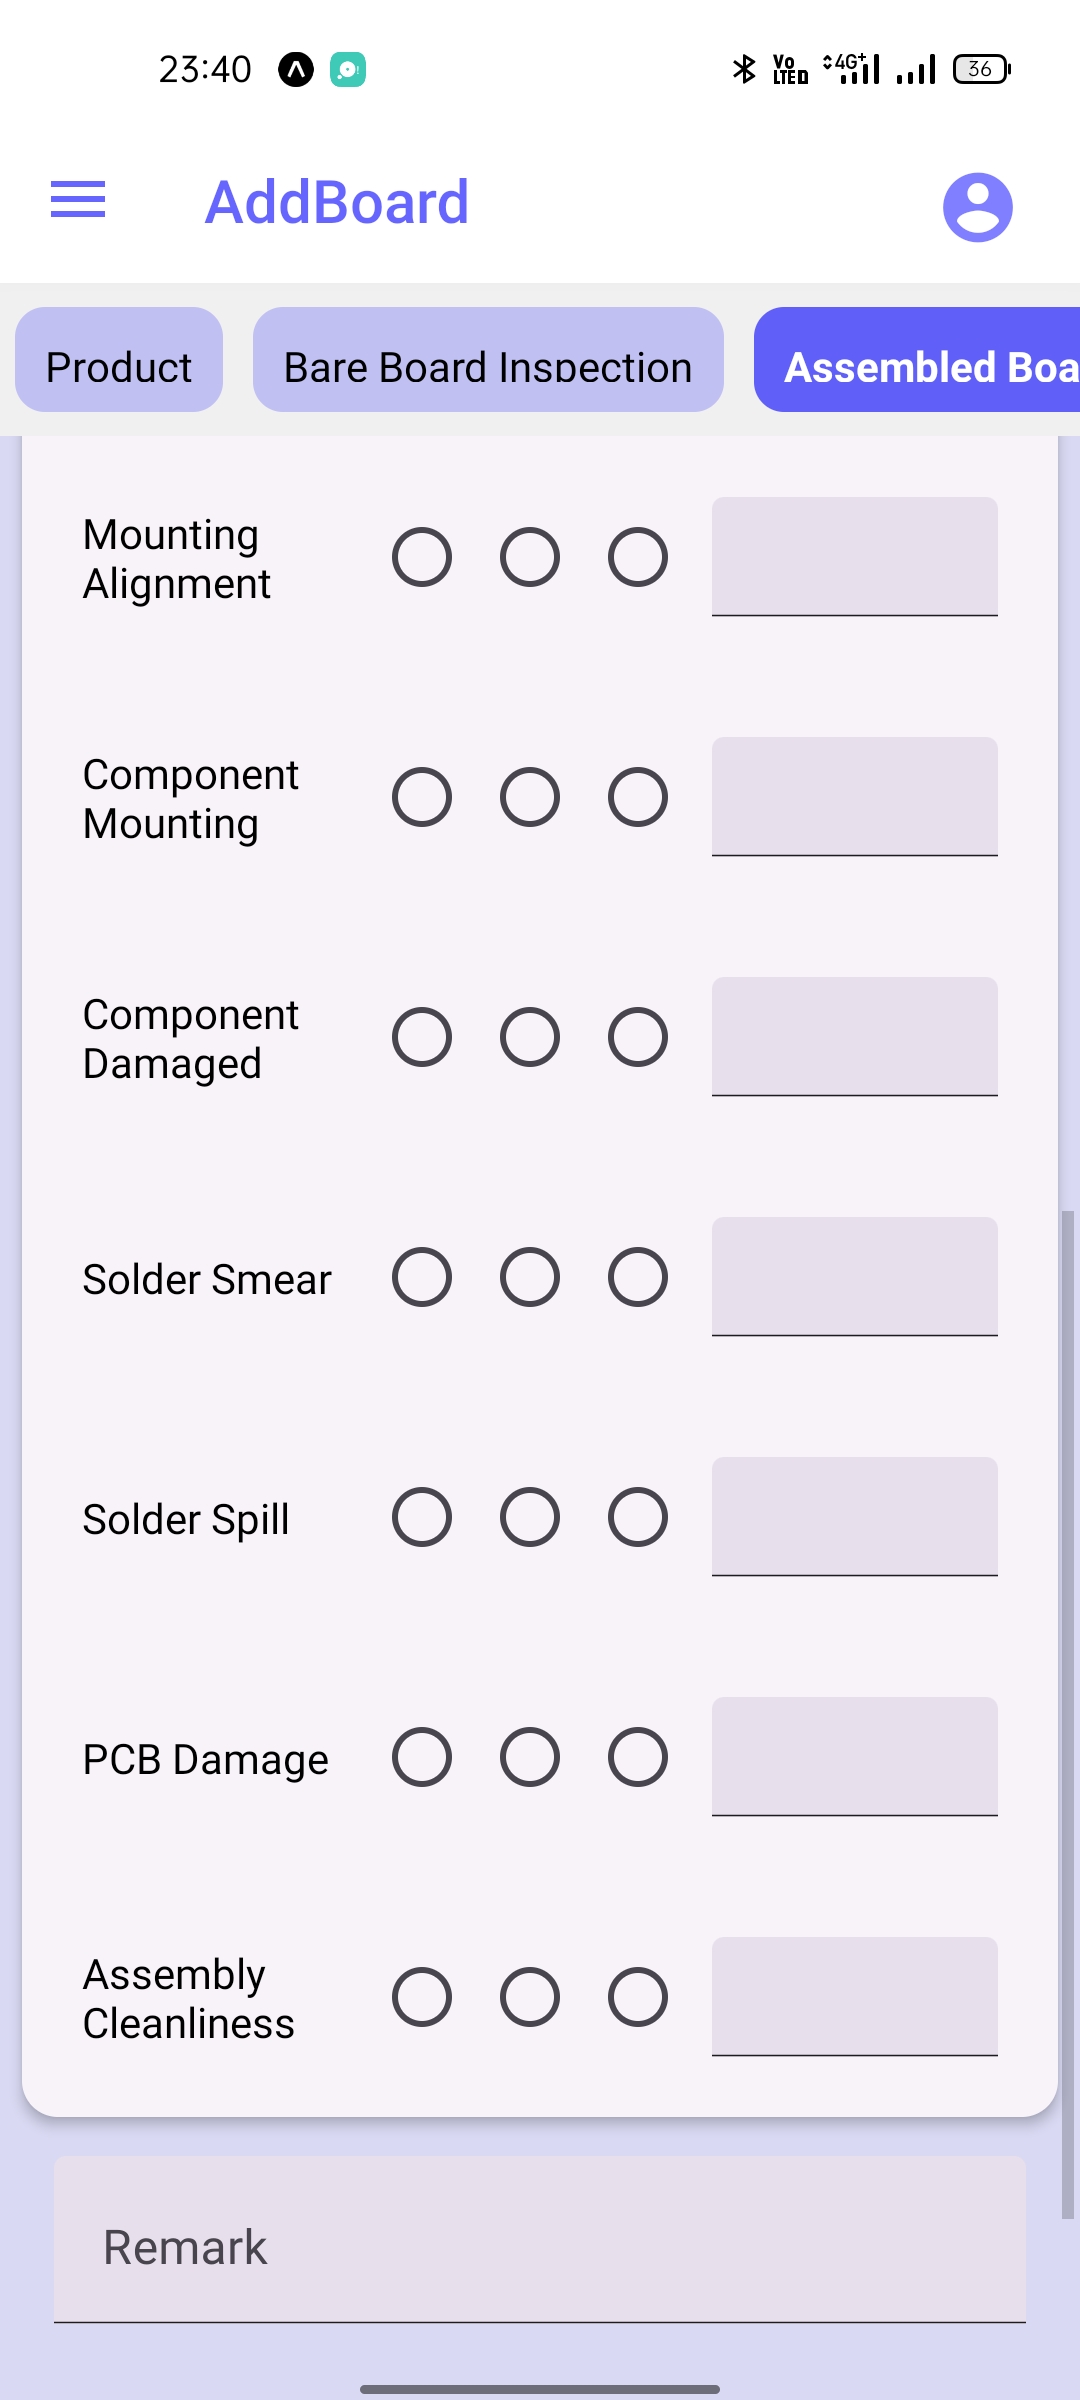 23:40
Vo
LTED
4G+
36
AddBoard
Product
Bare Board Inspection
Assembled Boa
Mounting
Alignment
Component
Mounting
Component
Damaged
Solder Smear
Solder Spill
PCB Damage
Assembly
Cleanliness
Remark